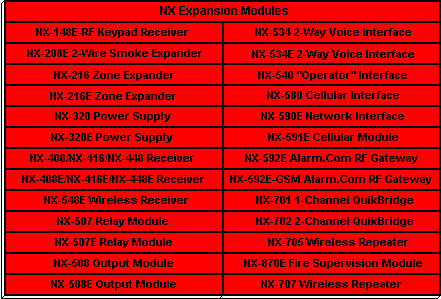 NX Expansion Modules
NX-148E-RF Keypad Receiver NX-534 2-Way Voice Interface
NX-208E 2-Wire Smoke Expander NX-534E 2-Way Voice Interface
NX-216 Zone Expander NX-540 "Operator" Interface
NX-216E Zone Expander NX-580 Cellular Interface
NX-320 Power Supply NX-590E Network Interface
NX-320E Power Supply NX-591E Cellular Module
NX-408/NX-416/NX-448 Receiver NX-592E Alarm.Com RF Gateway
NX-408E/NX-416E/NX-448E Receiver NX-592E-GSM Alarm.Com RF Gateway
NX-548E Wireless Receiver NX-701 1-Channel QuikBridge
NX-507 Relay Module NX-702 2-Channel QuikBridge
NX-507E Relay Module NX-705 Wireless Repeater
NX-508 Output Module NX-870E Fire Supervision Module
NX-508E Output Module NX-707 Wireless Repeater